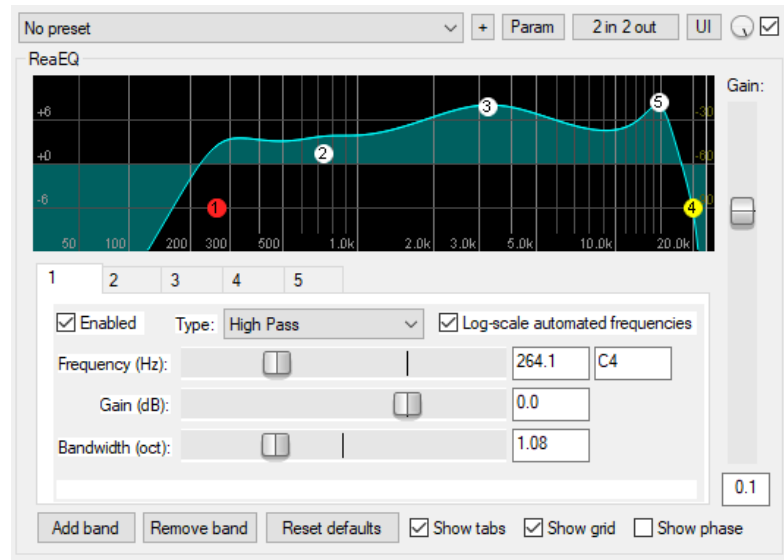 No preset + Param 2 in 2 out UI
ReaEQ
Gain:
+6 -30
+0 -60
-6
1 2 3 4 5
50 100 200 300 500 1.0k 2.0k 3.0k 5.0k 10.0k 20.0k
1 2 3 4 5
Enabled Type: High Pass Log-scale automated frequencies
Frequency (Hz): 264.1 C4
Gain (dB): 0.0
Bandwidth (oct): 1.08
0.1
Add band Remove band Reset defaults Show tabs Show grid Show phase